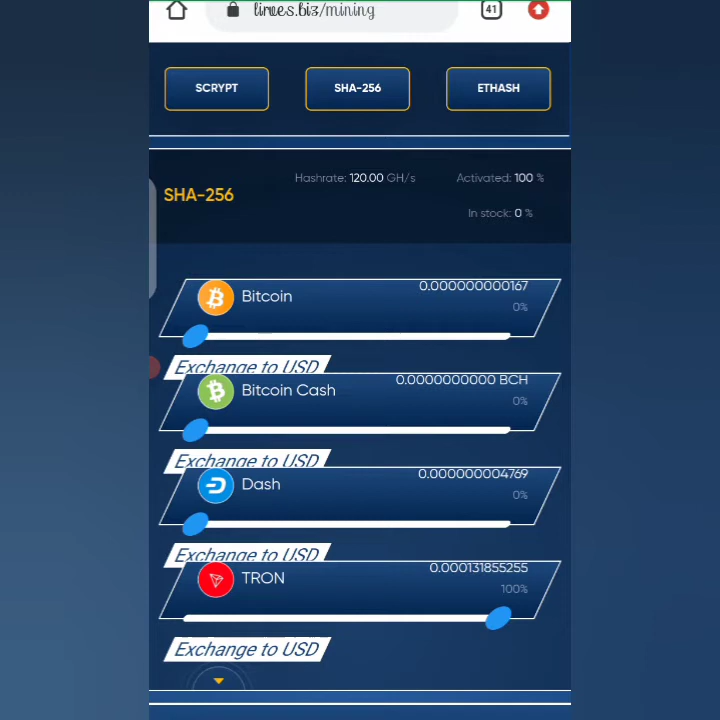 lirves.biz/mining
41
SCRYPT
SHA-256
ETHASH
Hashrate: 120.00 GH/s
Activated: 100 %
SHA-256
In stock: 0 %
0.000000000167
Bitcoin
0%
Exchange to USD
0.0000000000 BCH
Bitcoin Cash
0%
Exchange to USD
0.000000004769
Dash
0%
Exchange to USD
0.000131855255
TRON
100%
Exchange to USD